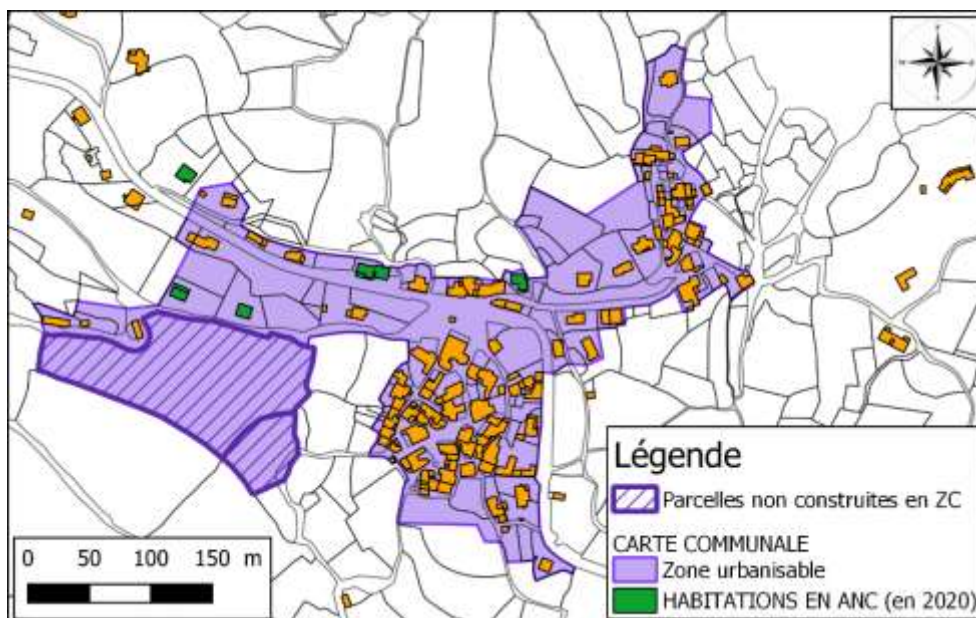 N
Légende
Parcelles non construites en ZC
CARTE COMMUNALE
Zone urbanisable
HABITATIONS EN ANC (en 2020)
0 50 100 150 m